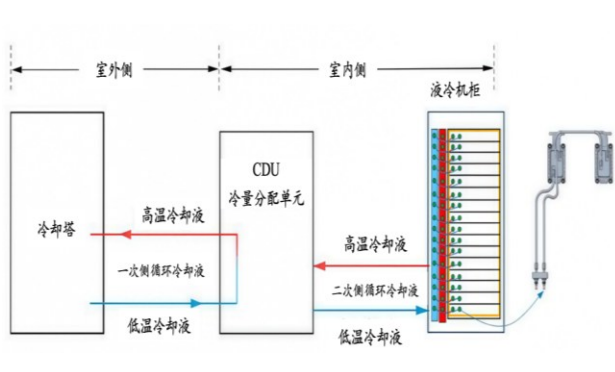 室外侧
室内侧
液冷机柜
CDU
冷量分配单元
冷却塔
高温冷却液
一次侧循环冷却液
低温冷却液
高温冷却液
二次侧循环冷却液
低温冷却液